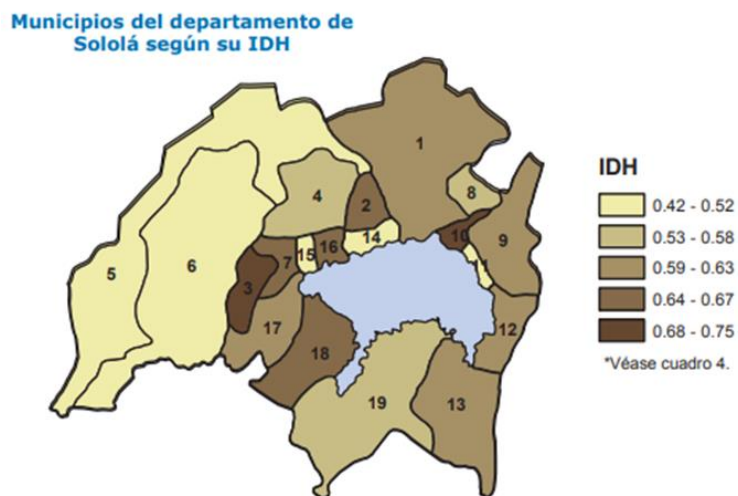 Municipios del departamento de
Sololá según su IDH
1
8
4
2
9
10
14
16
15
7
5
6
3
11
12
17
18
19
13
IDH
0.42 - 0.52
0.53 - 0.58
0.59 - 0.63
0.64 - 0.67
0.68 - 0.75
*Véase cuadro 4.